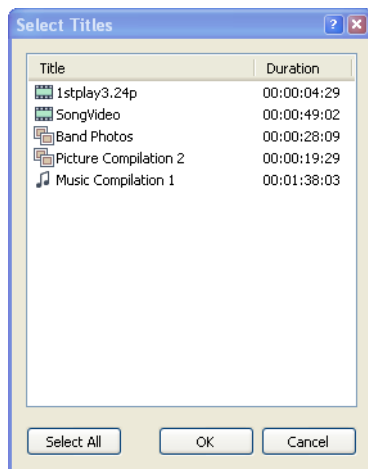 Select Titles
Title Duration
1stplay3.24p 00:00:04:29
SongVideo 00:00:49:02
Band Photos 00:00:28:09
Picture Compilation 2 00:00:19:29
Music Compilation 1 00:01:38:03
Select All OK Cancel